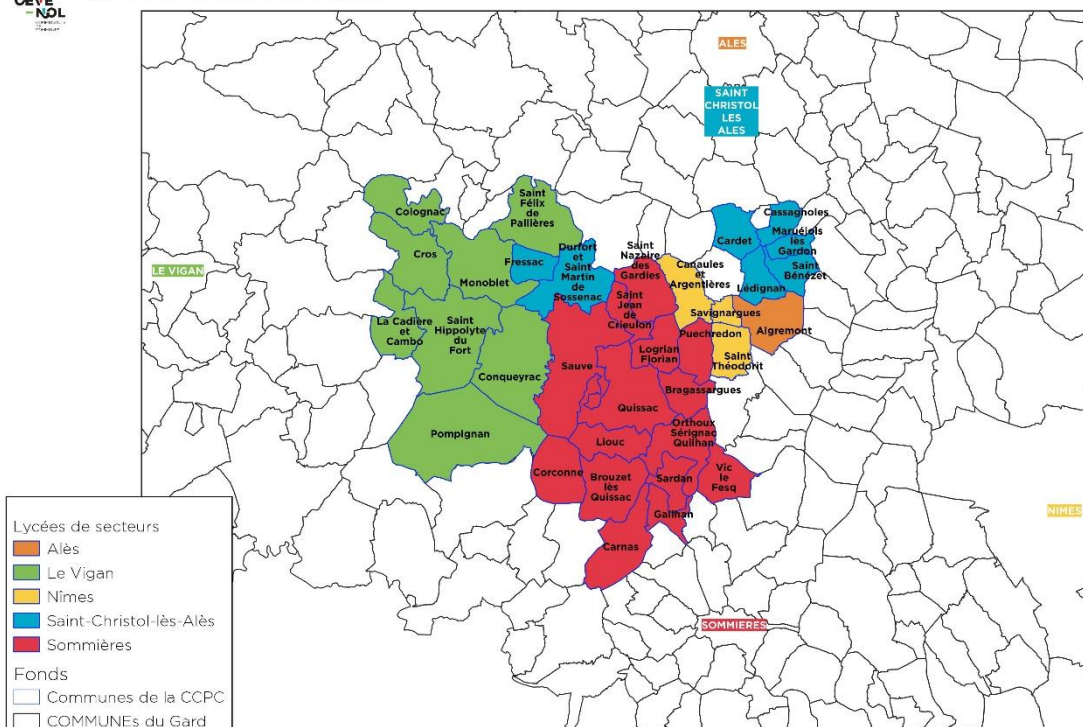 NOL
ALES
SAINT
CHRISTOL
LES
ALES
LE VIGAN
Colognac
Saint
Félix
de
Pallières
Cros
Fressac
Monoblet
Durfort
et
Saint
Martin
de
Sossenac
Saint
Nazaire
des
Gardies
Canaules
et
Argentières
Cardet
Cassagnoles
Maruéjols
lès
Gardon
Saint
Bénézet
Lédignan
Savignargues
Aigremont
La Cadière
et
Cambo
Saint
Hippolyte
du
Fort
Saint
Jean
de
Crieulon
Puechredon
Logrian
Florian
Saint
Théodorit
Sauve
Conqueyrac
Bragassargues
Quissac
Pompignan
Orthoux
Sérignac
Quilhan
Liouc
Corconne
Brouzet
lès
Quissac
Sardan
Vic
le
Fesq
Gailhan
Carnas
NIMES
SOMMIERES
Lycées de secteurs
Alès
Le Vigan
Nîmes
Saint-Christol-lès-Alès
Sommières
Fonds
Communes de la CCPC
COMMUNEs du Gard